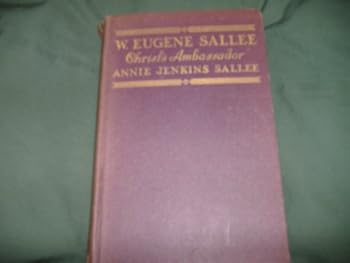 W. EUGENE SALLEE
Christ's Ambassador
ANNIE JENKINS SALLEE